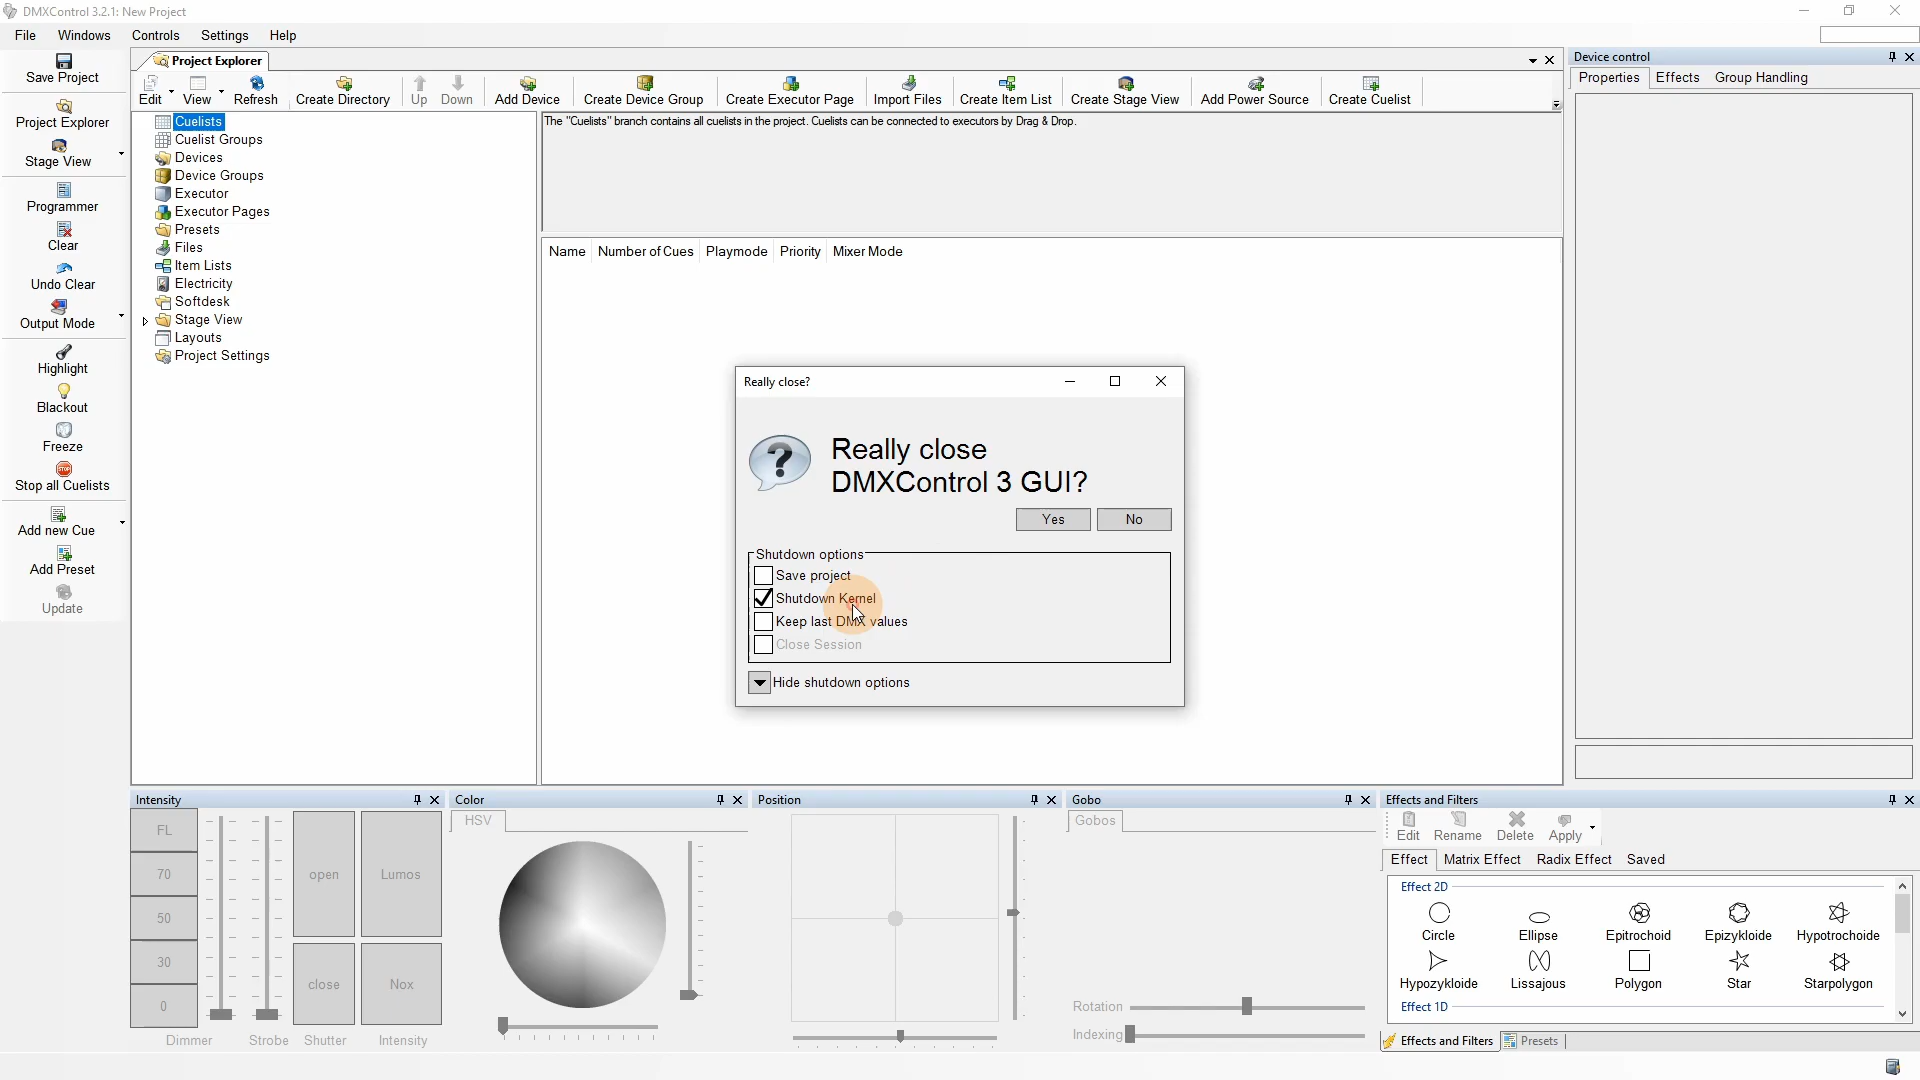 DMXControl 3.2.1: New Project
File Windows Controls Settings Help
Save Project
Project Explorer
Stage View
Programmer
Clear
Undo Clear
Output Mode
Highlight
Blackout
Freeze
STOP
Stop all Cuelists
Add new Cue
Add Preset
Update
Project Explorer
Edit View Refresh Create Directory Up Down Add Device Create Device Group Create Executor Page Import Files Create Item List Create Stage View Add Power Source Create Cuelist
Cuelists
Cuelist Groups
Devices
Device Groups
Executor
Executor Pages
Presets
Files
Item Lists
Electricity
Softdesk
Stage View
Layouts
Project Settings
The "Cuelists" branch contains all cuelists in the project. Cuelists can be connected to executors by Drag & Drop.
Name Number of Cues Playmode Priority Mixer Mode
Really close?
Really close
DMXControl 3 GUI?
Yes No
Shutdown options
Save project
Shutdown Kernel
Keep last DMX values
Close Session
Hide shutdown options
Device control
Properties Effects Group Handling
Intensity
FL
70
50
30
0
open Lumos
close Nox
Dimmer Strobe Shutter Intensity
Color
HSV
Position
Gobo
Gobos
Rotation
Indexing
Effects and Filters
Edit Rename Delete Apply
Effect Matrix Effect Radix Effect Saved
Effect 2D
Circle Ellipse Epitrochoid Epizykloide Hypotrochoide
Hypozykloide Lissajous Polygon Star Starpolygon
Effect 1D
Effects and Filters Presets